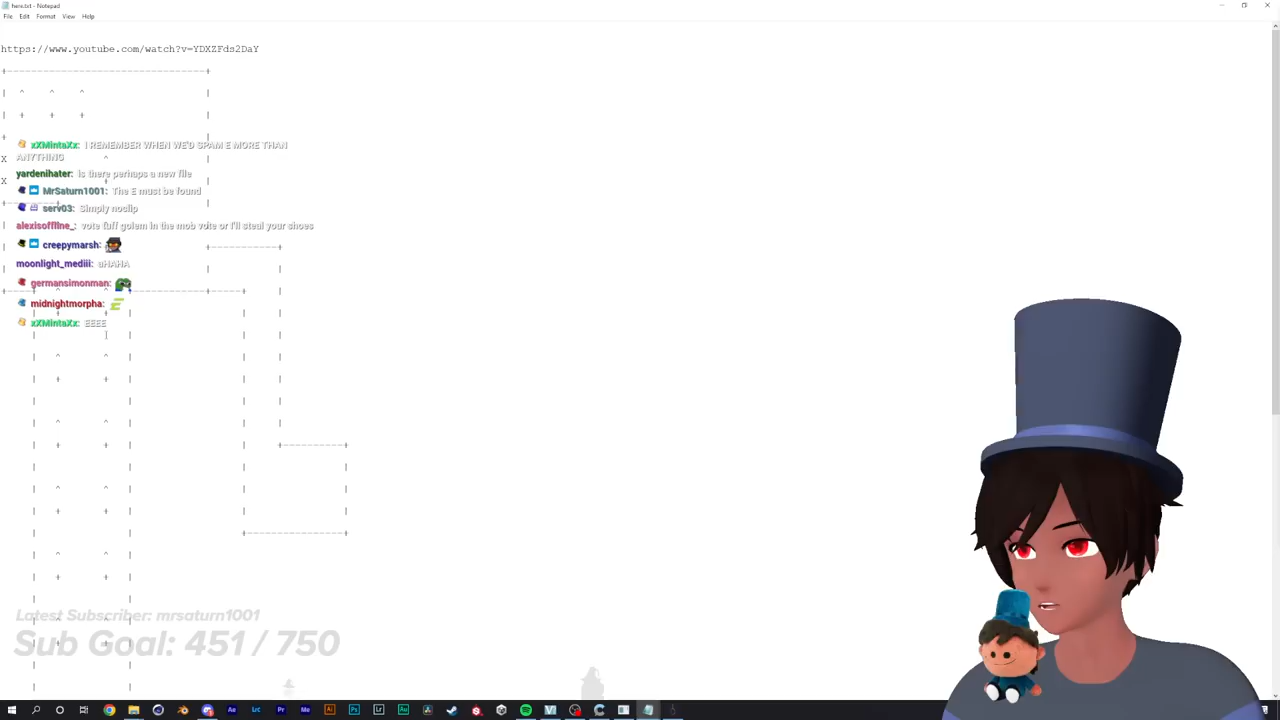 here.txt - Notepad
File Edit Format View Help
https://www.youtube.com/watch?v=YDXZFds2DaY
xXMintaXx: I REMEMBER WHEN WE'D SPAM E MORE THAN
ANYTHING
yardenihater: is there perhaps a new file
MrSaturn1001: The E must be found
serv03: Simply noclip
alexisoffline_: vote tuff golem in the mob vote or I'll steal your shoes
creepymarsh:
moonlight_mediii: uHAHA
germansimonman:
midnightmorpha:
xXMintaXx: EEEE
Latest Subscriber: mrsaturn1001
Sub Goal: 451 / 750